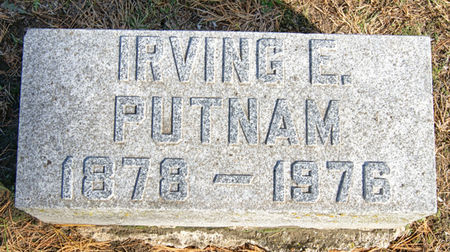 IRVING E.
PUTNAM
1878 – 1976